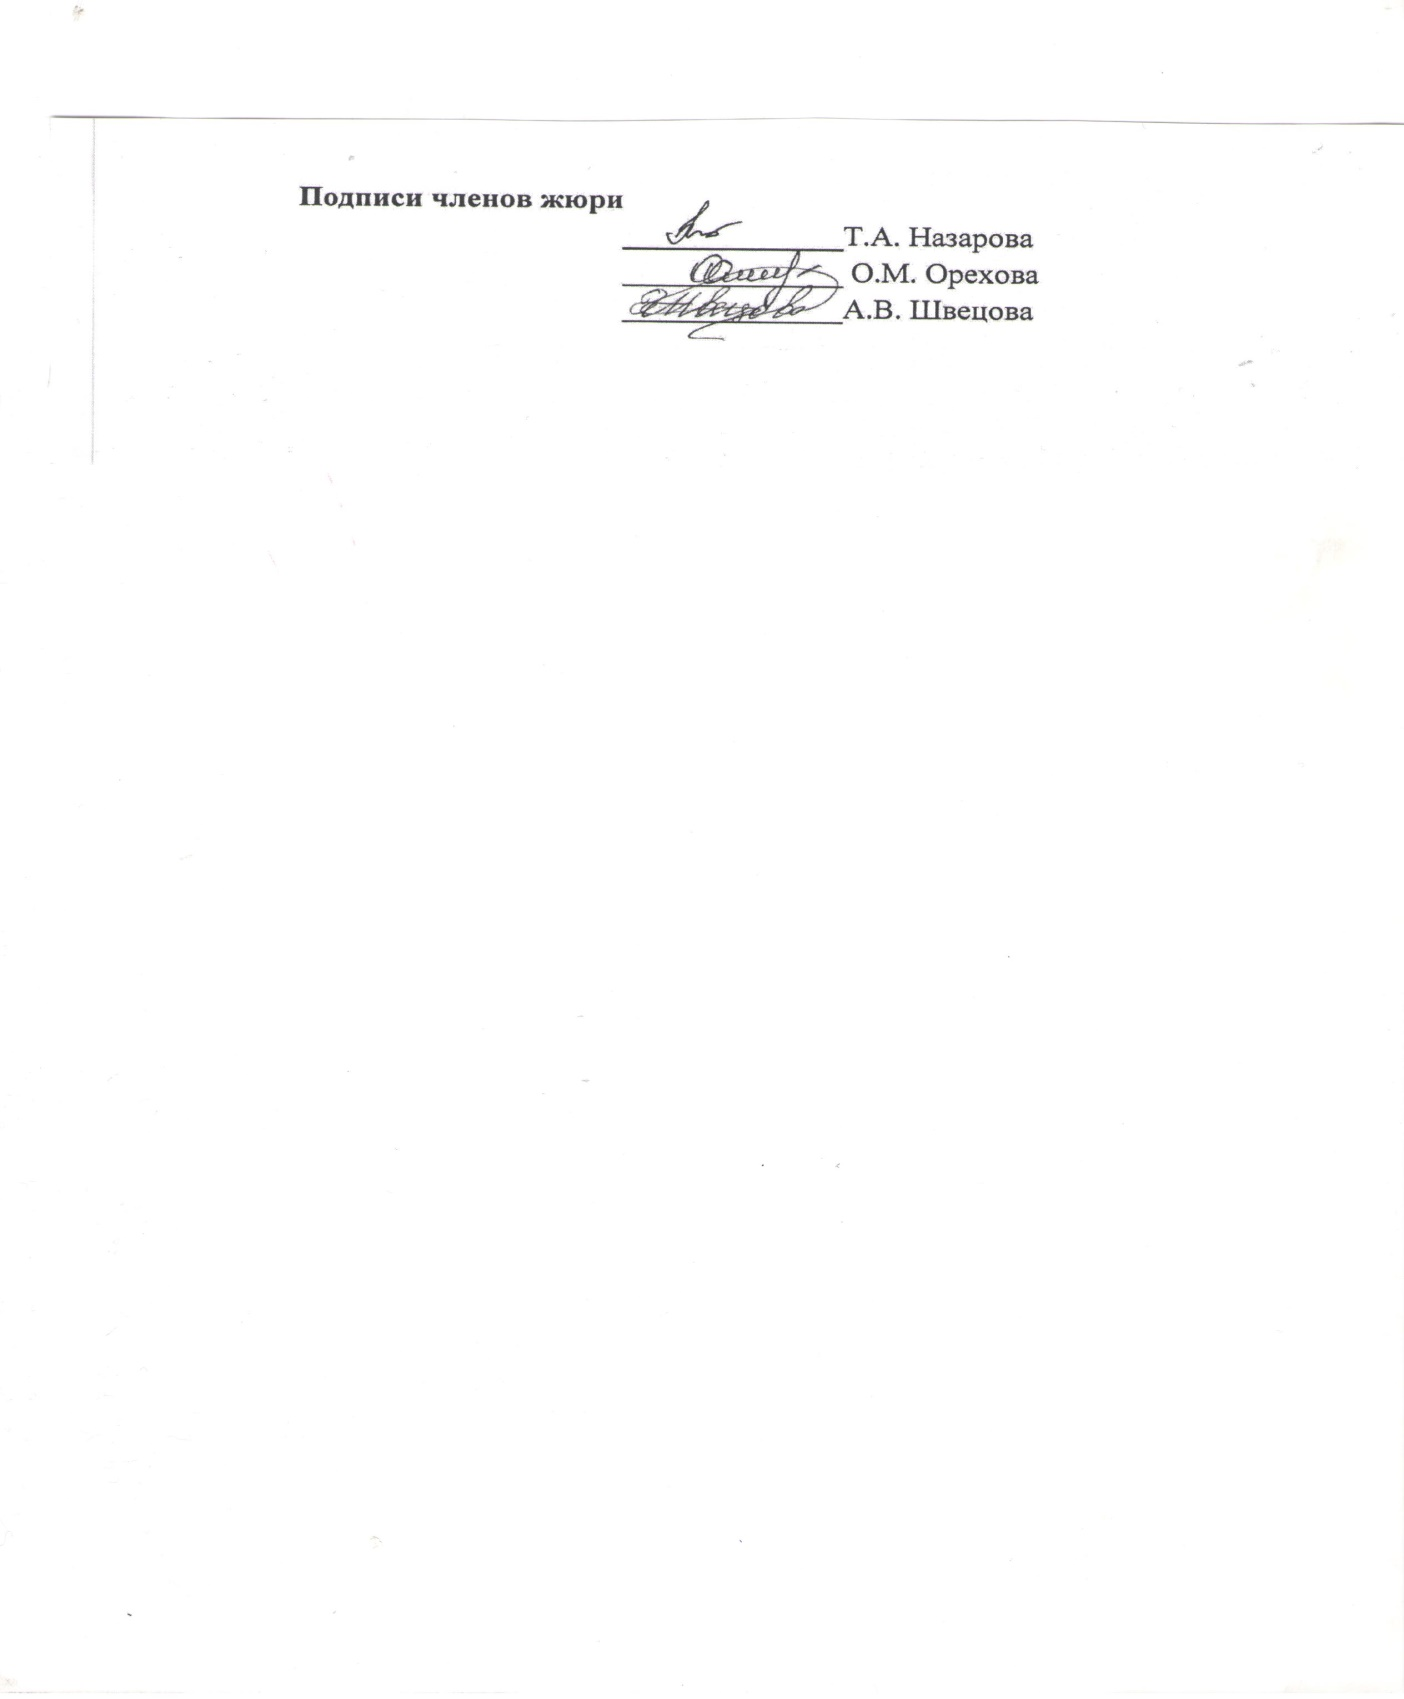 Подписи членов жюри
Т.А. Назарова
О.М. Орехова
А.В. Швецова